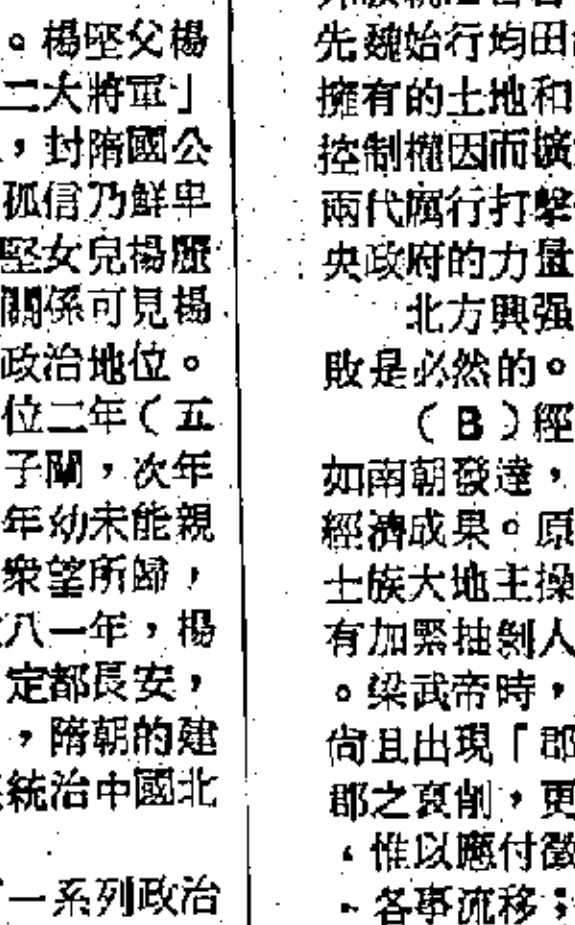 。楊堅父楊
二大將軍」
，封隋國公
孤信乃鮮卑
堅女兒楊麗
關係可見楊
政治地位。
位二年（五
子闡，次年
年幼未能親
衆望所歸，
八一年，楊
定都長安，
，隋朝的建
統治中國北
一系列政治
先魏始行均田
擁有的土地和
控制權因而擴
兩代厲行打擊
央政府的力量
北方興强
敗是必然的。
（B）經
如南朝發達，
經濟成果。原
士族大地主操
有加緊抽剝人
。梁武帝時，
尙且出現「郡
郡之裒削，更
惟以應付徵
各事流移；